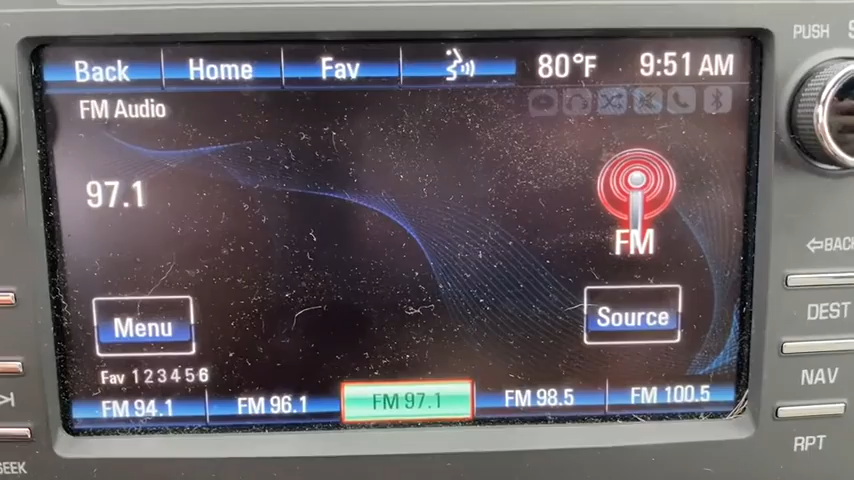 PUSH
Back Home Fav 80°F 9:51 AM
FM Audio
97.1
FM
BACK
Menu Source
DEST
Fav 1 2 3 4 5 6
NAV
FM 94.1 FM 96.1 FM 97.1 FM 98.5 FM 100.5
RPT
SEEK